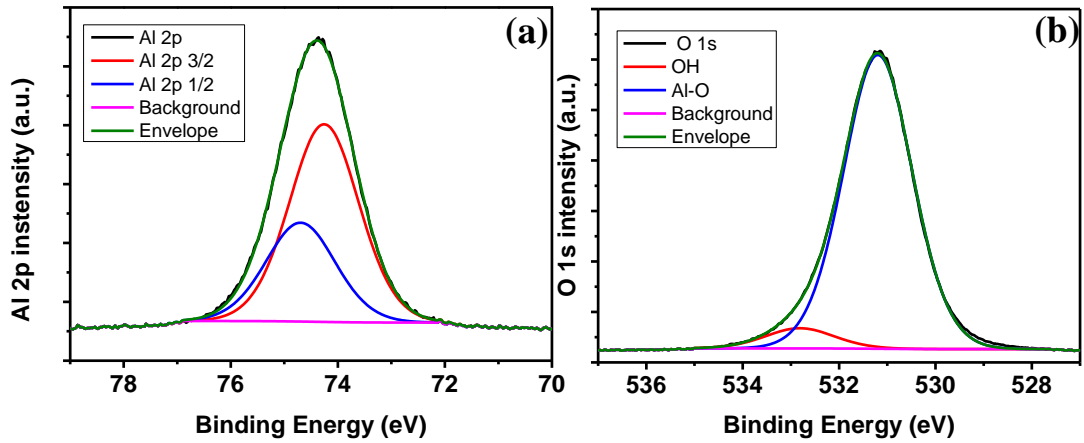 (a)
Al 2p
Al 2p 3/2
Al 2p 1/2
Background
Envelope
Al 2p instensity (a.u.)
78 76 74 72 70
Binding Energy (eV)
(b)
O 1s
OH
Al-O
Background
Envelope
O 1s intensity (a.u.)
536 534 532 530 528
Binding Energy (eV)